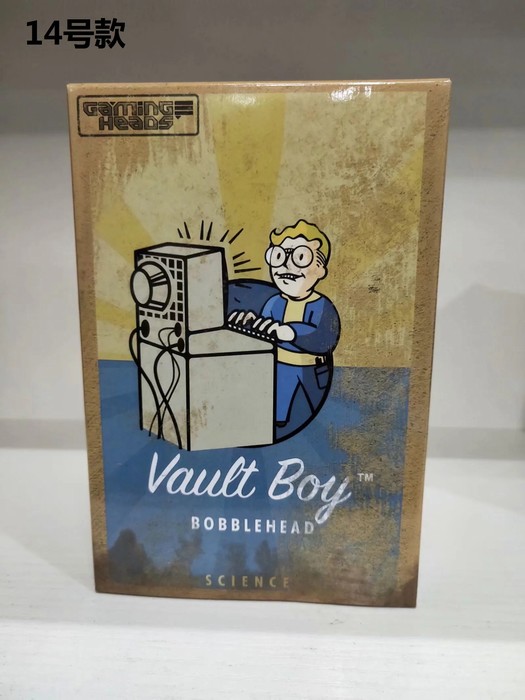 14号款
GAMING
HEADS
Vault Boy™
BOBBLEHEAD
SCIENCE